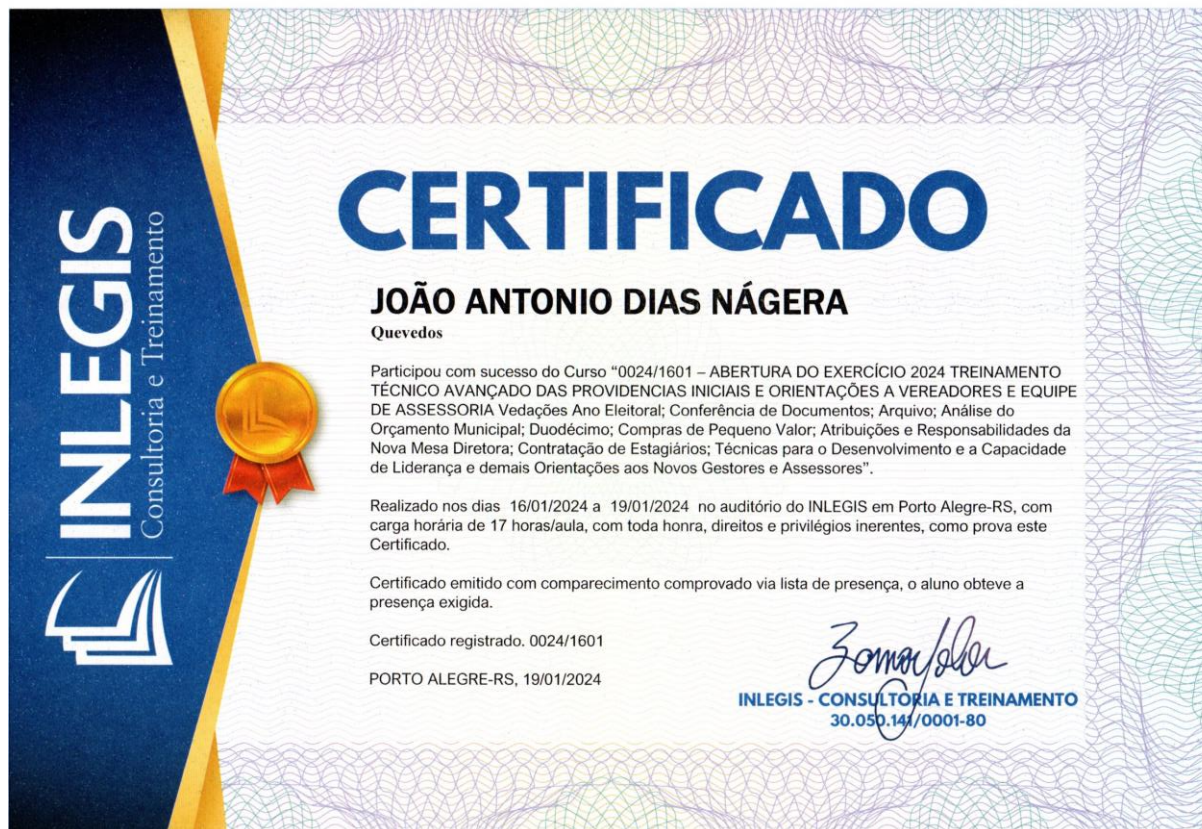 INLEGIS
Consultoria e Treinamento
CERTIFICADO
JOÃO ANTONIO DIAS NÁGERA
Quevedos
Participou com sucesso do Curso “0024/1601 – ABERTURA DO EXERCÍCIO 2024 TREINAMENTO
TÉCNICO AVANÇADO DAS PROVIDENCIAS INICIAIS E ORIENTAÇÕES A VEREADORES E EQUIPE
DE ASSESSORIA Vedações Ano Eleitoral; Conferência de Documentos; Arquivo; Análise do
Orçamento Municipal; Duodécimo; Compras de Pequeno Valor; Atribuições e Responsabilidades da
Nova Mesa Diretora; Contratação de Estagiários; Técnicas para o Desenvolvimento e a Capacidade
de Liderança e demais Orientações aos Novos Gestores e Assessores”.
Realizado nos dias 16/01/2024 a 19/01/2024 no auditório do INLEGIS em Porto Alegre-RS, com
carga horária de 17 horas/aula, com toda honra, direitos e privilégios inerentes, como prova este
Certificado.
Certificado emitido com comparecimento comprovado via lista de presença, o aluno obteve a
presença exigida.
Certificado registrado. 0024/1601
PORTO ALEGRE-RS, 19/01/2024
INLEGIS - CONSULTORIA E TREINAMENTO
30.050.141/0001-80